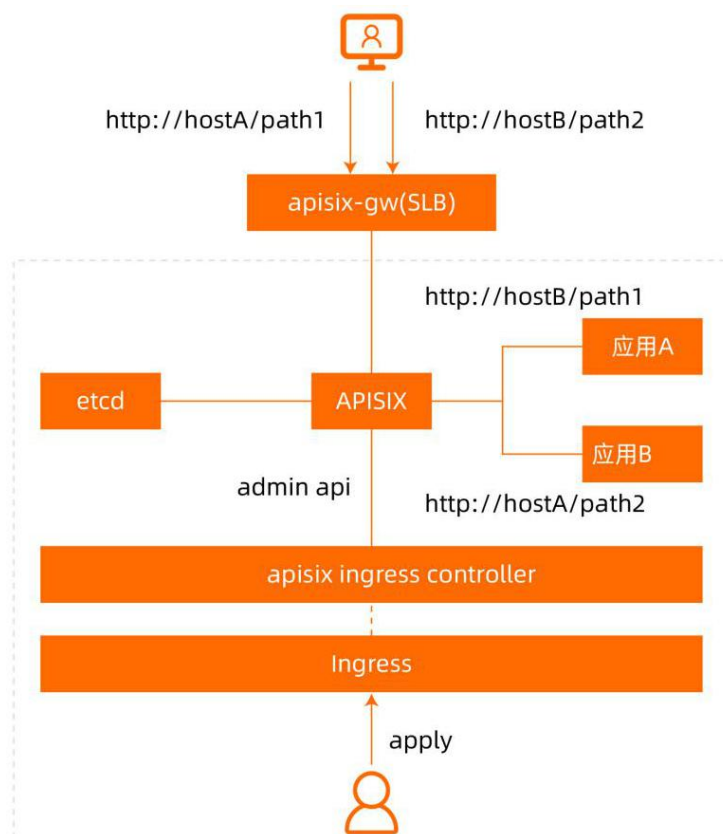 http://hostA/path1
http://hostB/path2
apisix-gw(SLB)
http://hostB/path1
应用A
etcd
APISIX
应用B
admin api
http://hostA/path2
apisix ingress controller
Ingress
apply